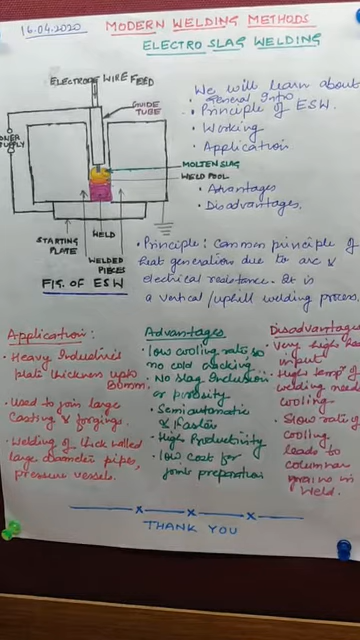 16.04.2020
MODERN WELDING METHODS
ELECTRO SLAG WELDING
ELECTRODE WIRE FEED
GUIDE
TUBE
POWER
SUPPLY
MOLTEN SLAG
WELD POOL
WELD
STARTING
PLATE
WELDED
PIECES
FIG. OF ESW
We will learn about
• General Info
• Principle of ESW.
• Working
• Application
• Advantages
• Disadvantages.
• Principle: Common principle of
heat generation due to arc &
electrical resistance. It is
a vertical/uphill welding process.
Application:
• Heavy Industries
plate thickness upto
80mm.
• Used to join large
casting & forgings.
• Welding of thick walled
large diameter pipes,
pressure vessels.
Advantages
• low cooling rate so
no cold cracking
• No slag Inclusion
or porosity
• Semiautomatic
& Faster
• High Productivity
• low cost for
joint preparation
Disadvantages
• Very high heat
input
• High tempr of
welding needs
cooling.
• Slow rate of
cooling
leads to
columnar
grains in
weld.
THANK YOU